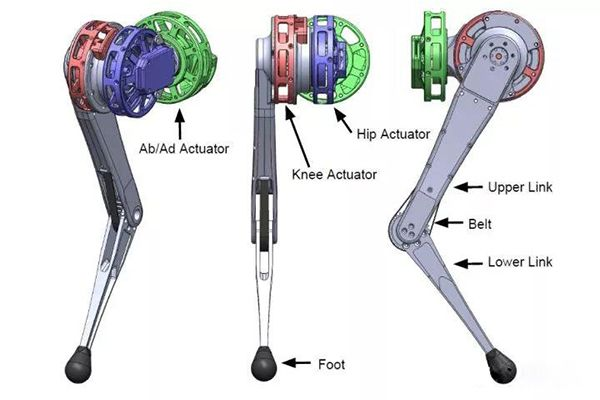 Ab/Ad Actuator
Hip Actuator
Knee Actuator
Upper Link
Belt
Lower Link
Foot